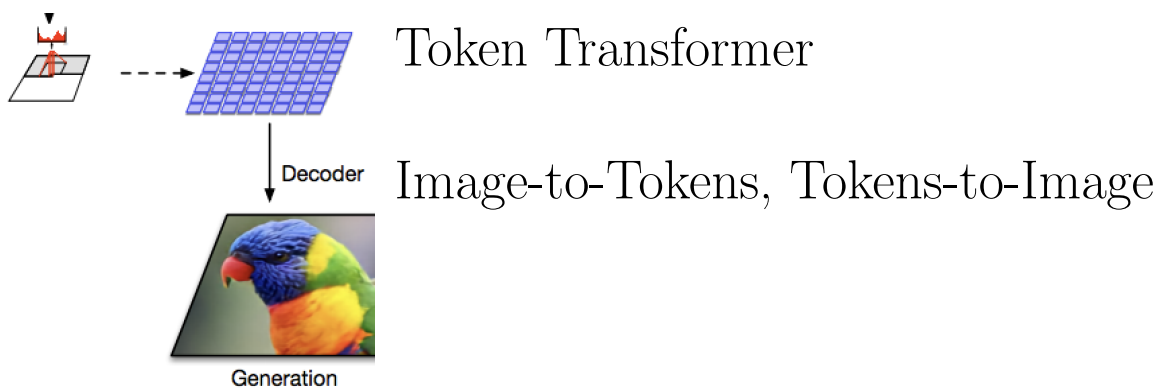 Token Transformer
Decoder
Image-to-Tokens, Tokens-to-Image
Generation